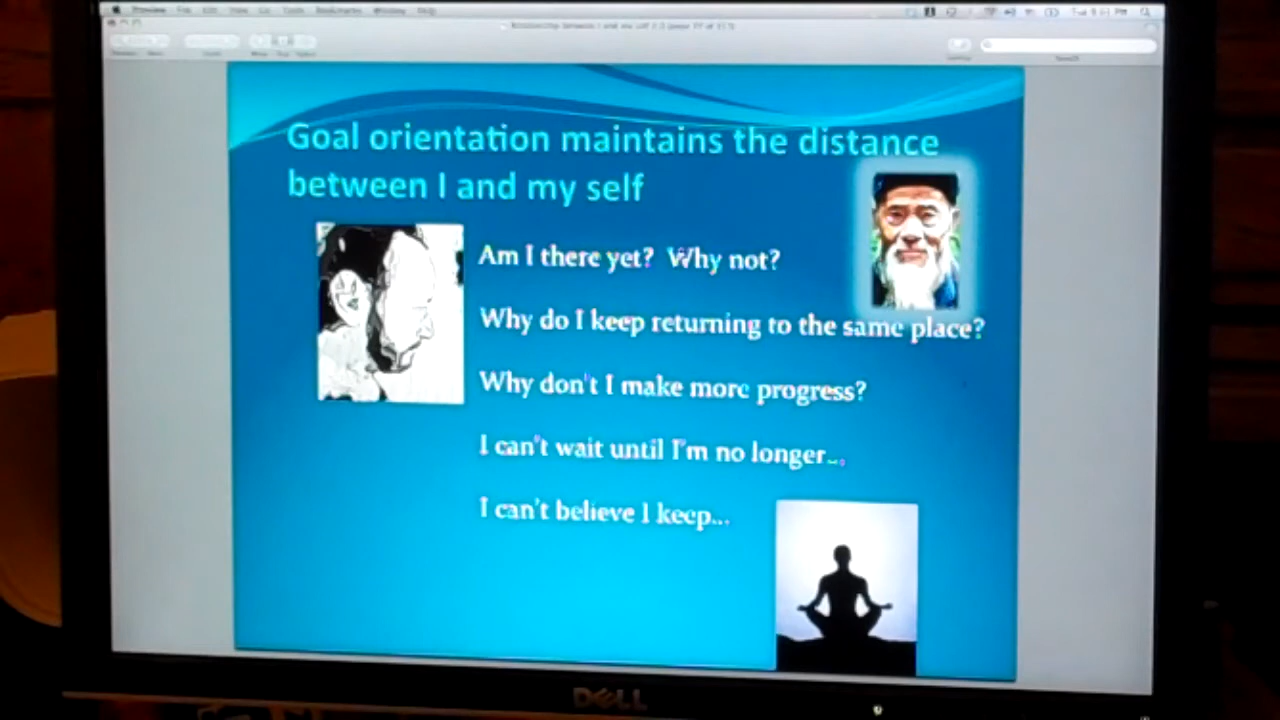 Goal orientation maintains the distance
between I and my self
Am I there yet? Why not?
Why do I keep returning to the same place?
Why don't I make more progress?
I can't wait until I'm no longer...
I can't believe I keep...
DELL